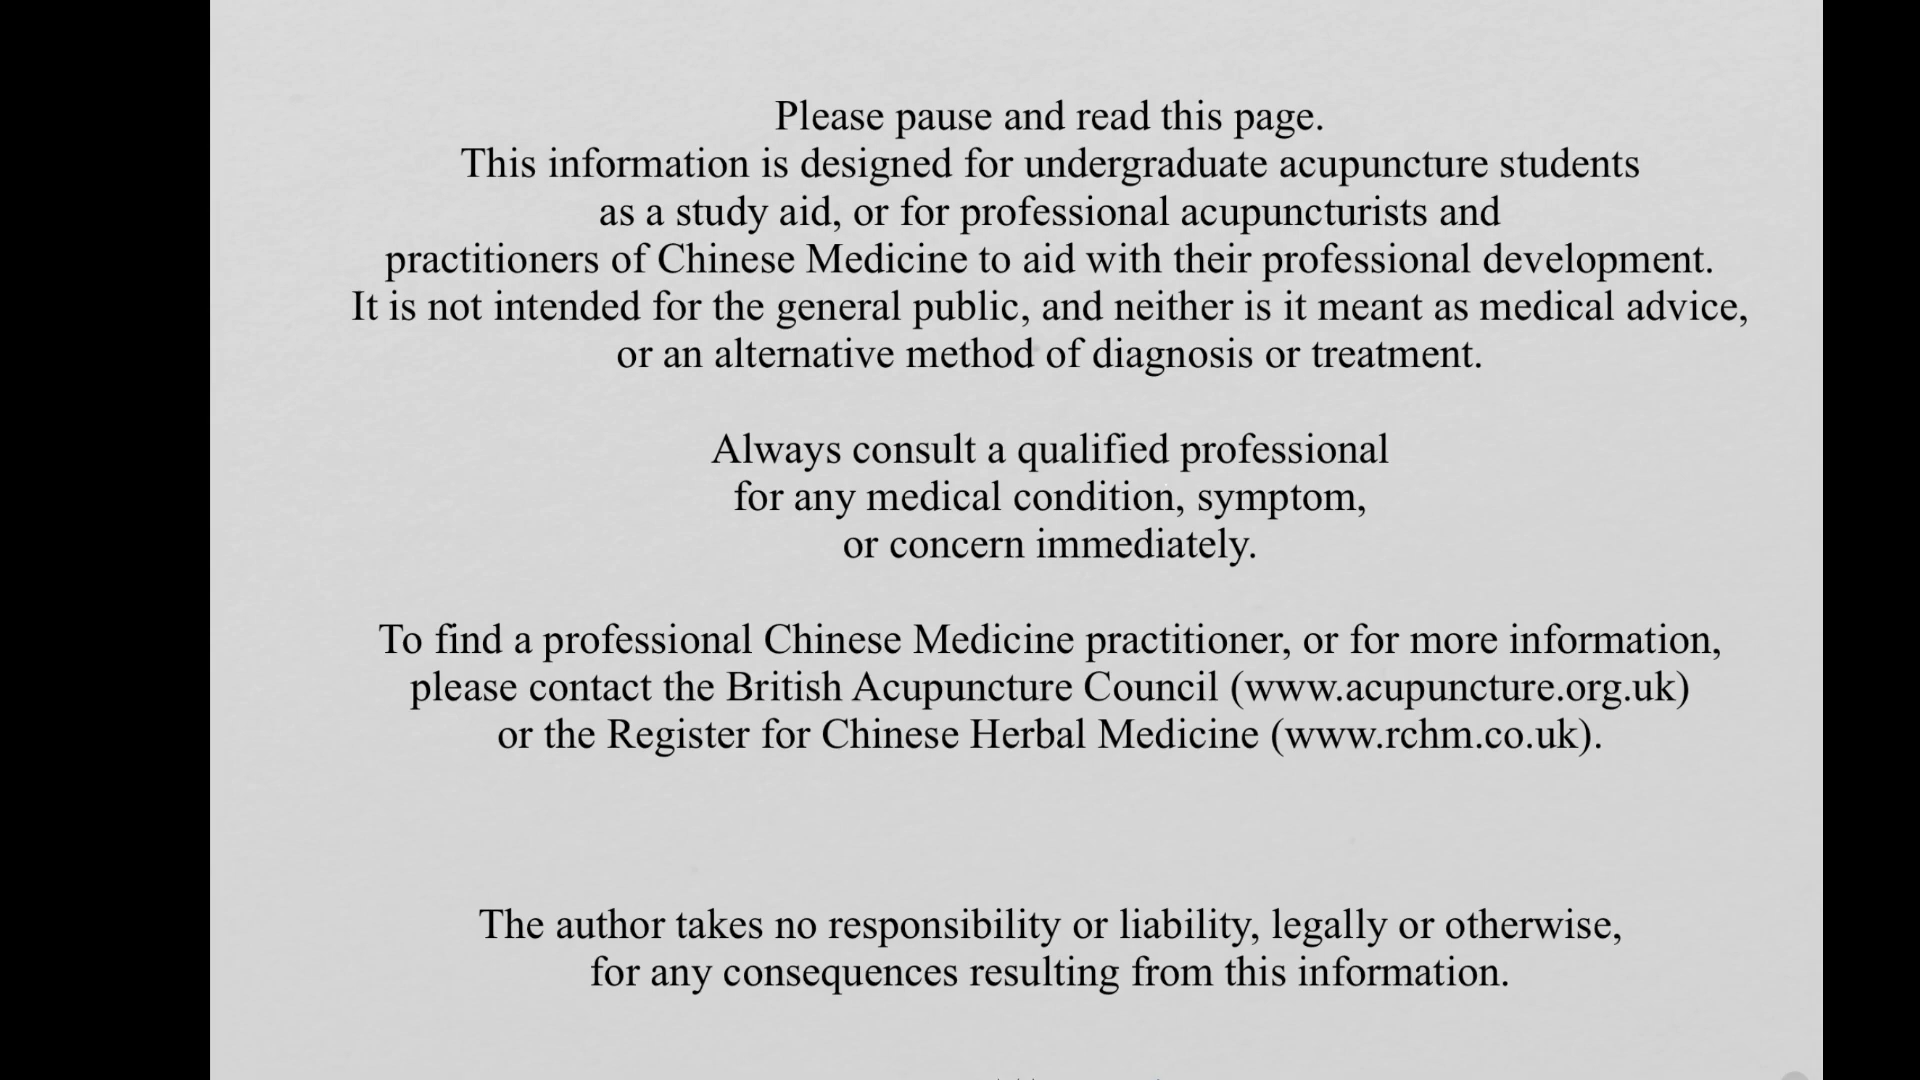 Please pause and read this page.
This information is designed for undergraduate acupuncture students
as a study aid, or for professional acupuncturists and
practitioners of Chinese Medicine to aid with their professional development.
It is not intended for the general public, and neither is it meant as medical advice,
or an alternative method of diagnosis or treatment.
Always consult a qualified professional
for any medical condition, symptom,
or concern immediately.
To find a professional Chinese Medicine practitioner, or for more information,
please contact the British Acupuncture Council (www.acupuncture.org.uk)
or the Register for Chinese Herbal Medicine (www.rchm.co.uk).
The author takes no responsibility or liability, legally or otherwise,
for any consequences resulting from this information.